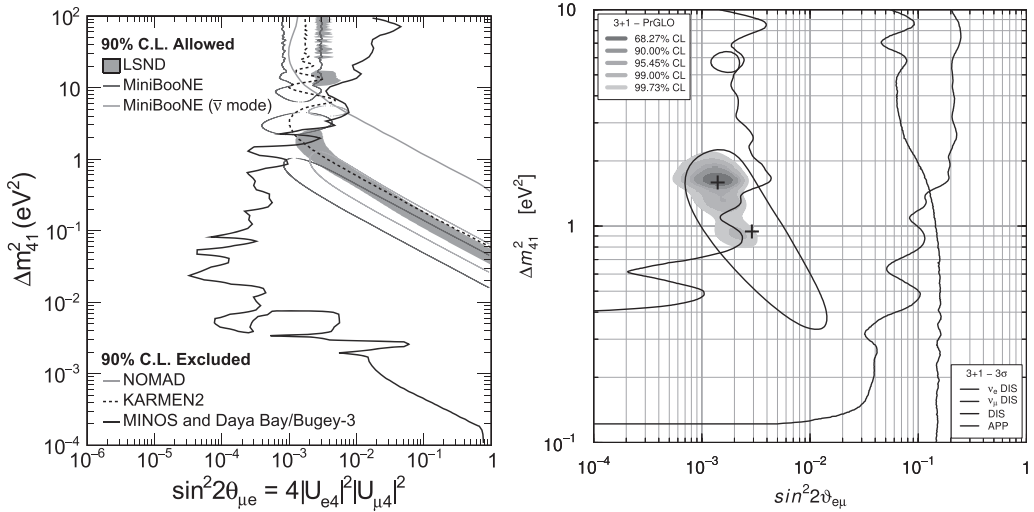 90% C.L. Allowed
LSND
MiniBooNE
MiniBooNE (ν̅ mode)
90% C.L. Excluded
NOMAD
KARMEN2
MINOS and Daya Bay/Bugey-3
Δm²₄₁ (eV²)
10²
10
1
10⁻¹
10⁻²
10⁻³
10⁻⁴
10⁻⁶ 10⁻⁵ 10⁻⁴ 10⁻³ 10⁻² 10⁻¹ 1
sin²2θμe = 4|Ue4|²|Uμ4|²
3+1 − PrGLO
68.27% CL
90.00% CL
95.45% CL
99.00% CL
99.73% CL
3+1 − 3σ
νe DIS
νμ DIS
DIS
APP
Δm²₄₁ [eV²]
10
1
10⁻¹
10⁻⁴ 10⁻³ 10⁻² 10⁻¹ 1
sin²2ϑeμ